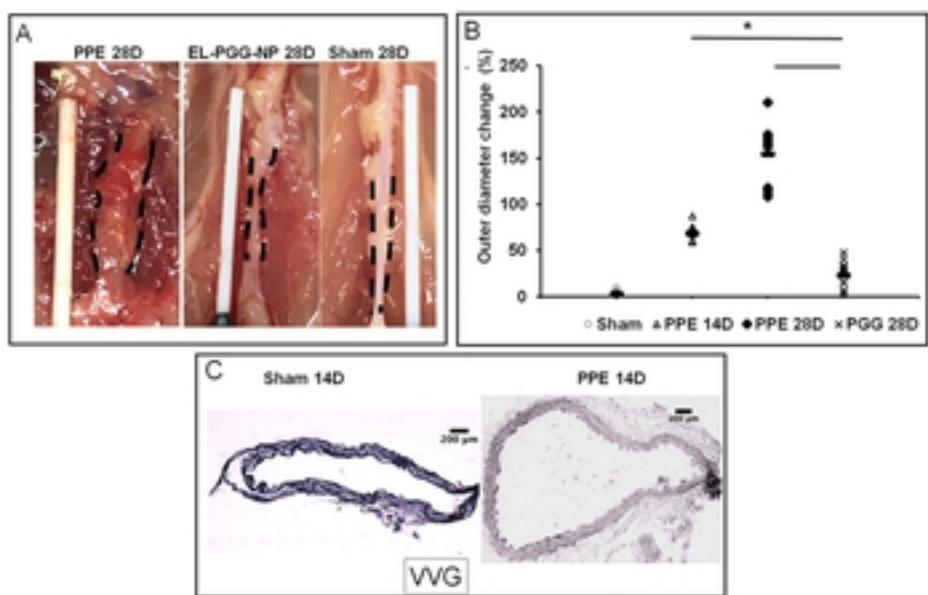 A
PPE 28D
EL-PGG-NP 28D
Sham 28D
B
*
Outer diameter change (%)
250
200
150
100
50
0
○ Sham ▲ PPE 14D ◆ PPE 28D × PGG 28D
C
Sham 14D
PPE 14D
200 µm
VVG